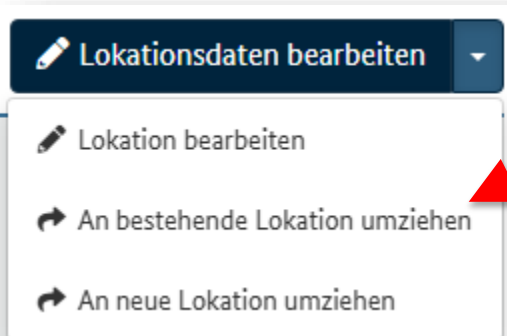 Lokationsdaten bearbeiten
Lokation bearbeiten
An bestehende Lokation umziehen
An neue Lokation umziehen